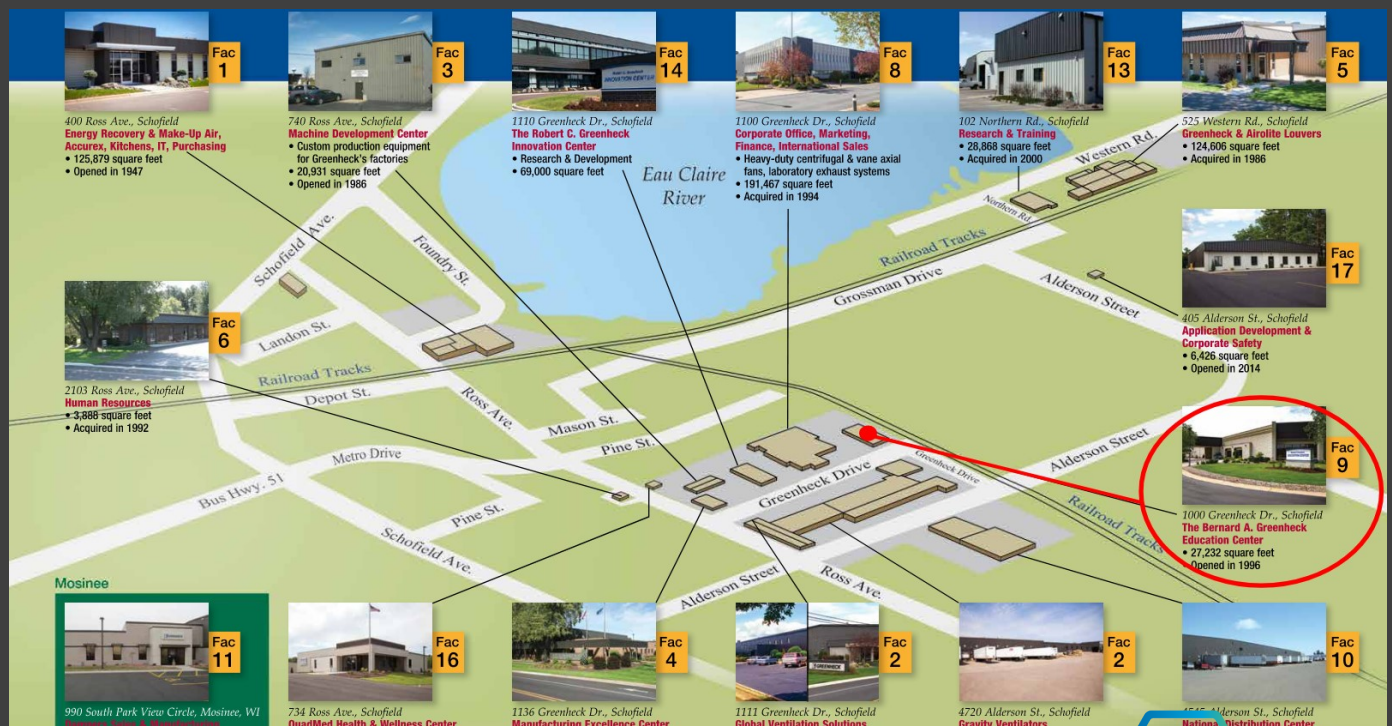 Fac
1
400 Ross Ave., Schofield
Energy Recovery & Make-Up Air,
Accurex, Kitchens, IT, Purchasing
• 125,879 square feet
• Opened in 1947
Fac
3
740 Ross Ave., Schofield
Machine Development Center
• Custom production equipment
for Greenheck's factories
• 20,931 square feet
• Opened in 1986
Fac
14
1110 Greenheck Dr., Schofield
The Robert C. Greenheck
Innovation Center
• Research & Development
• 69,000 square feet
Fac
8
1100 Greenheck Dr., Schofield
Corporate Office, Marketing,
Finance, International Sales
• Heavy-duty centrifugal & vane axial
fans, laboratory exhaust systems
• 191,467 square feet
• Acquired in 1994
Fac
13
102 Northern Rd., Schofield
Research & Training
• 28,868 square feet
• Acquired in 2000
Fac
5
525 Western Rd., Schofield
Greenheck & Airolite Louvers
• 124,606 square feet
• Acquired in 1986
Eau Claire
River
Western Rd.
Northern Rd.
Railroad Tracks
Grossman Drive
Alderson Street
Schofield Ave.
Foundry St.
Landon St.
Railroad Tracks
Depot St.
Fac
6
2103 Ross Ave., Schofield
Human Resources
• 3,888 square feet
• Acquired in 1992
Fac
17
405 Alderson St., Schofield
Application Development &
Corporate Safety
• 6,426 square feet
• Opened in 2014
Ross Ave.
Mason St.
Pine St.
Metro Drive
Bus Hwy. 51
Pine St.
Schofield Ave.
Greenheck Drive
Greenheck Drive
Alderson Street
Railroad Tracks
Alderson Street
Ross Ave.
Fac
9
1000 Greenheck Dr., Schofield
The Bernard A. Greenheck
Education Center
• 27,232 square feet
• Opened in 1996
Mosinee
Fac
11
990 South Park View Circle, Mosinee, WI
Fac
16
734 Ross Ave., Schofield
QuadMed Health & Wellness Center
Fac
4
1136 Greenheck Dr., Schofield
Manufacturing Excellence Center
GREENHECK
Fac
2
1111 Greenheck Dr., Schofield
Global Ventilation Solutions
Fac
2
4720 Alderson St., Schofield
Gravity Ventilators
Fac
10
Alderson St., Schofield
National Distribution Center